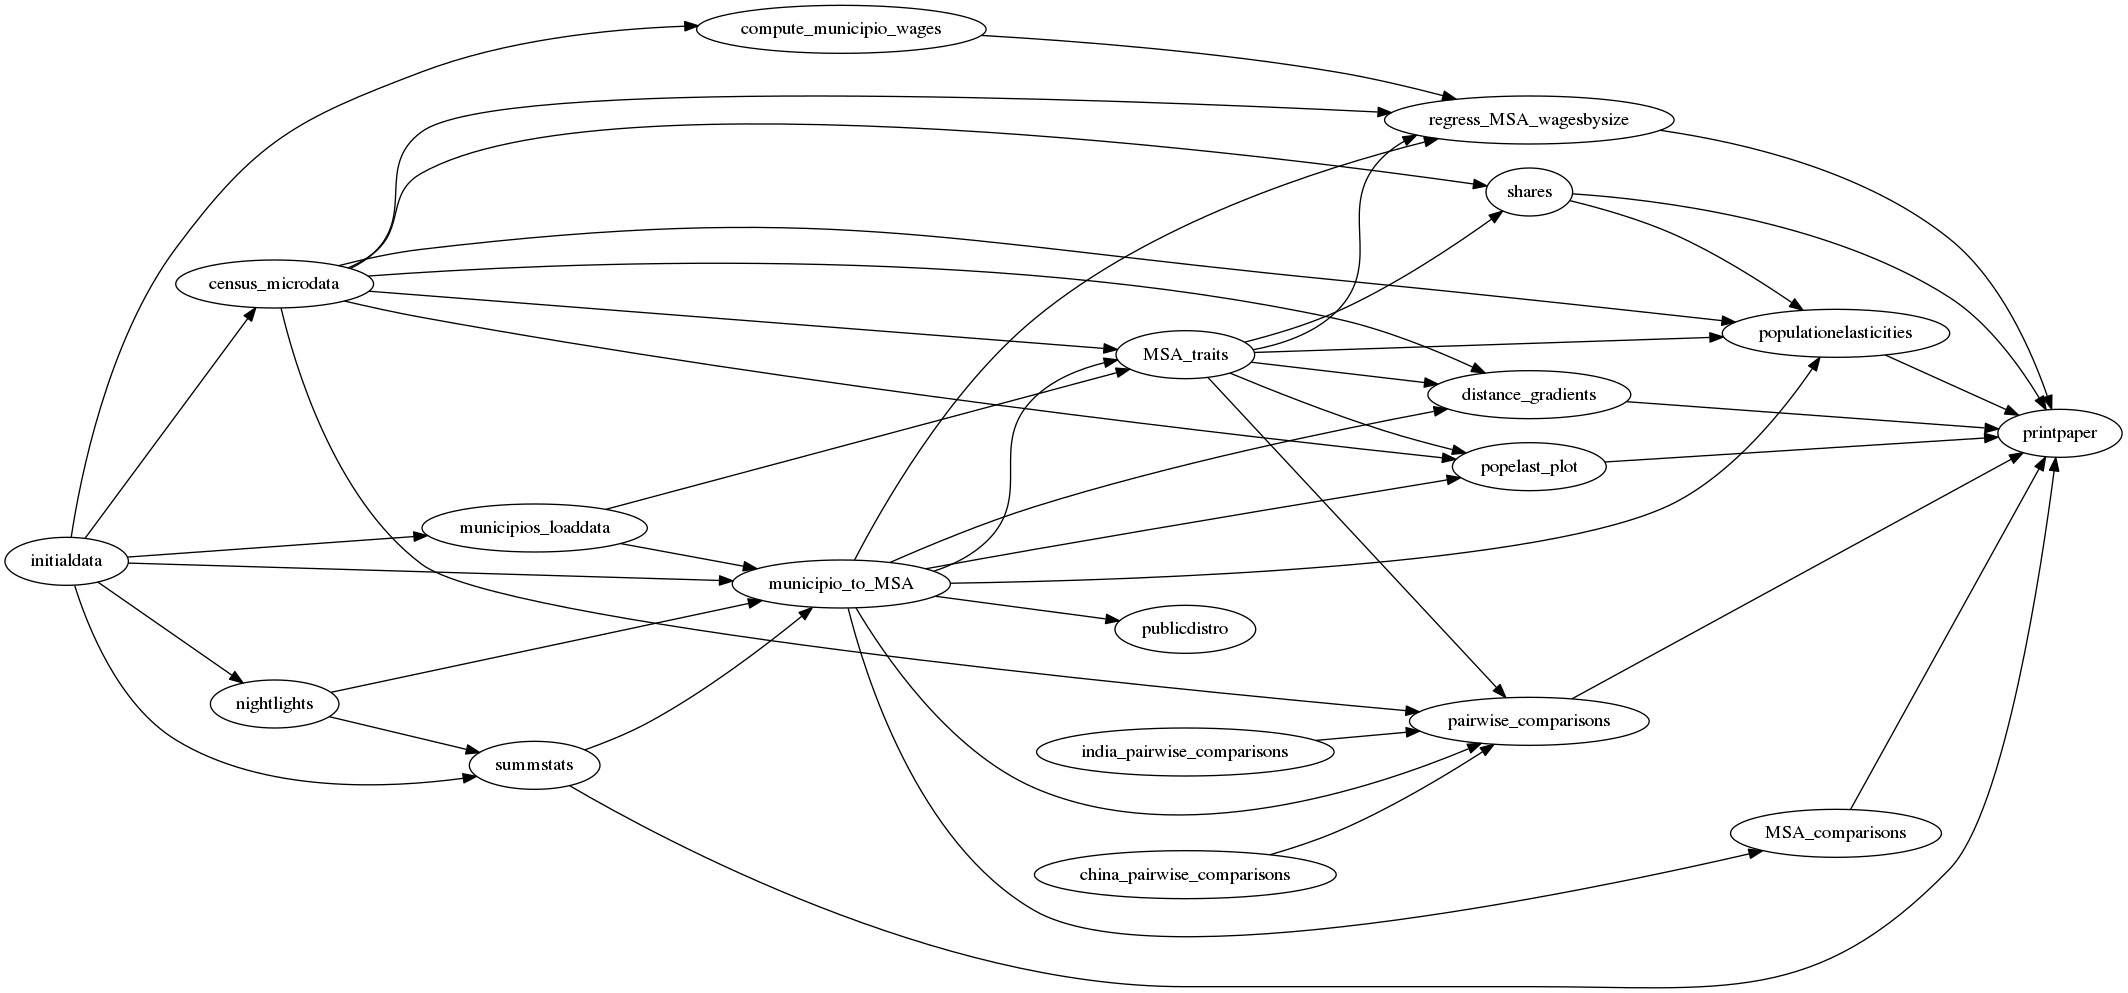 compute_municipio_wages
regress_MSA_wagesbysize
shares
census_microdata
populationelasticities
MSA_traits
distance_gradients
printpaper
popelast_plot
municipios_loaddata
initialdata
municipio_to_MSA
publicdistro
nightlights
pairwise_comparisons
india_pairwise_comparisons
summstats
MSA_comparisons
china_pairwise_comparisons